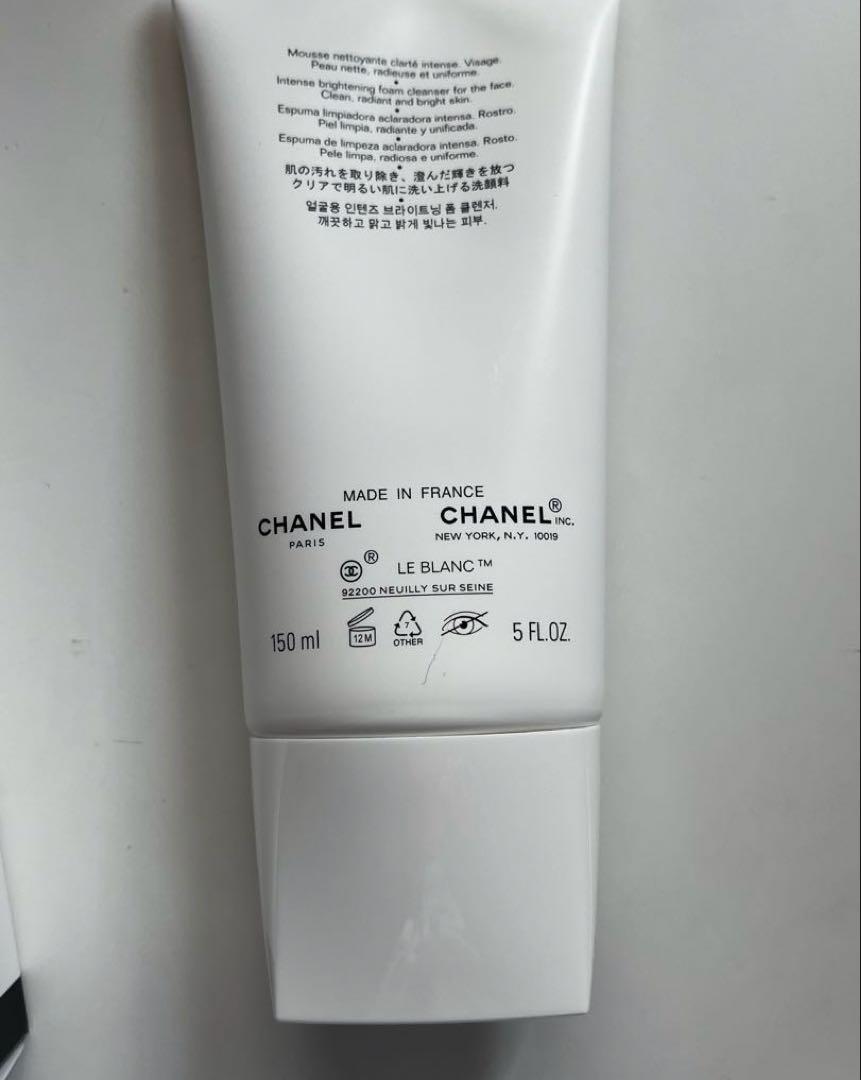 Mousse nettoyante clarté intense. Visage.
Peau nette, radieuse et uniforme.
•
Intense brightening foam cleanser for the face.
Clean, radiant and bright skin.
•
Espuma limpiadora aclaradora intensa. Rostro.
Piel limpia, radiante y unificada.
•
Espuma de limpeza aclaradora intensa. Rosto.
Pele limpa, radiosa e uniforme.
•
肌の汚れを取り除き、澄んだ輝きを放つ
クリアで明るい肌に洗い上げる洗顔料
•
얼굴용 인텐즈 브라이트닝 폼 클렌저.
깨끗하고 맑고 밝게 빛나는 피부.
MADE IN FRANCE
CHANEL CHANEL® INC.
PARIS NEW YORK, N.Y. 10019
® LE BLANC™
92200 NEUILLY SUR SEINE
150 ml 12 M 7 OTHER 5 FL.OZ.